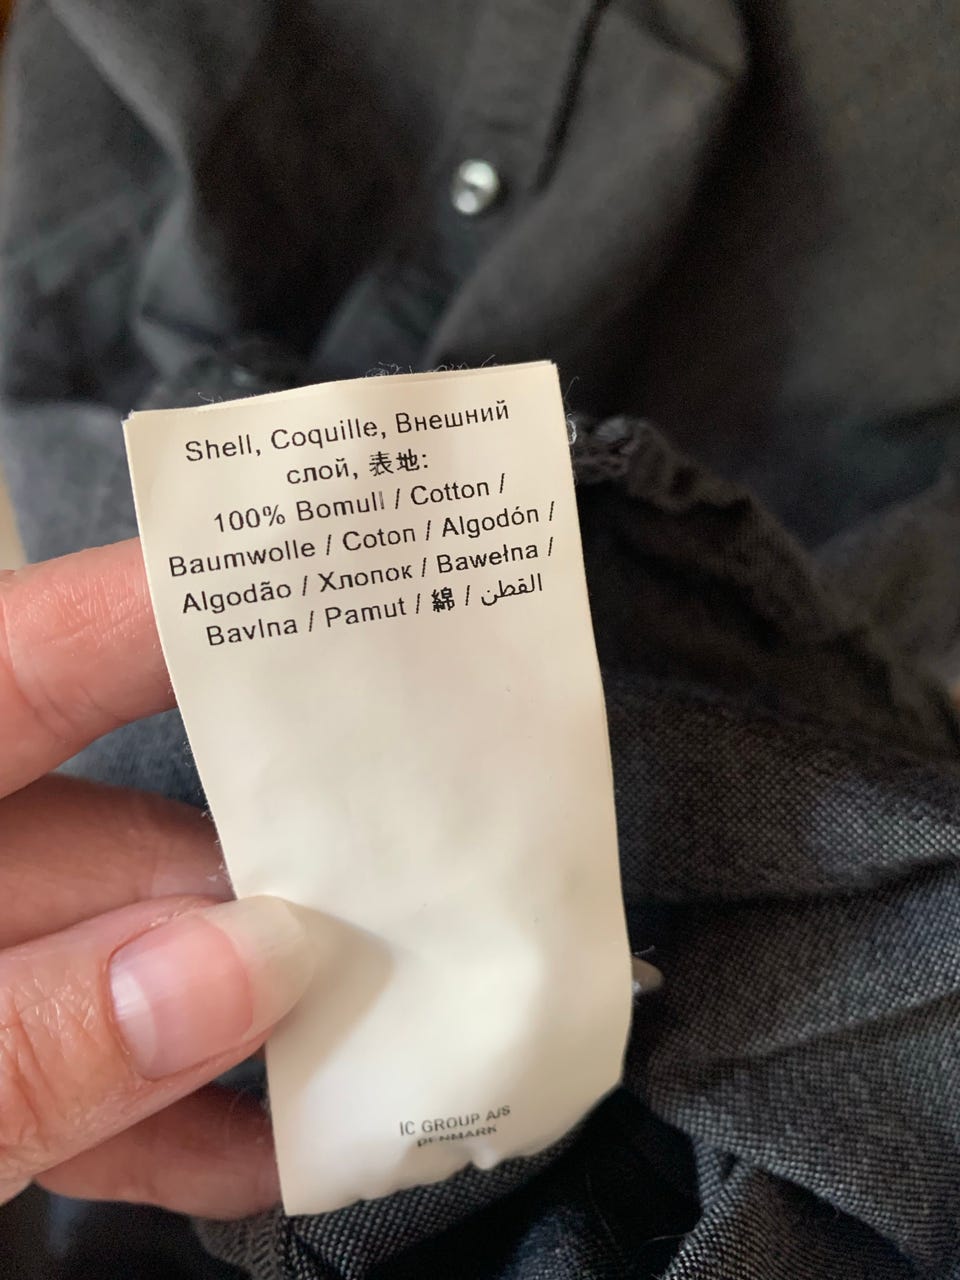 Shell, Coquille, Внешний
слой, 表地:
100% Bomull / Cotton /
Baumwolle / Coton / Algodón /
Algodão / Хлопок / Bawełna /
Bavlna / Pamut / 綿 / القطن
IC GROUP A/S
DENMARK